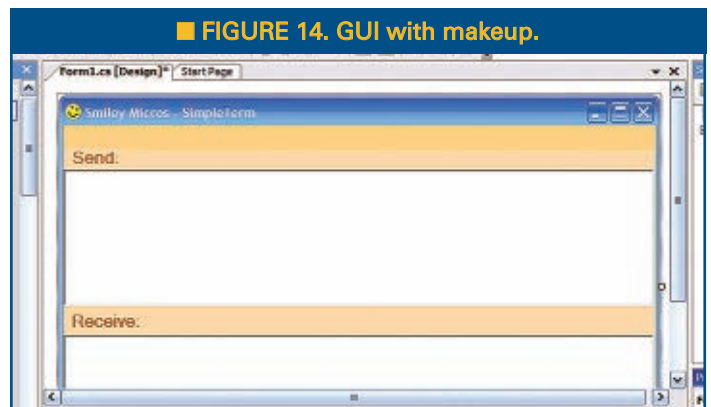 ■ FIGURE 14. GUI with makeup.
Form1.cs [Design]* Start Page
Smiley Micros - SimpleTerm
Send:
Receive: